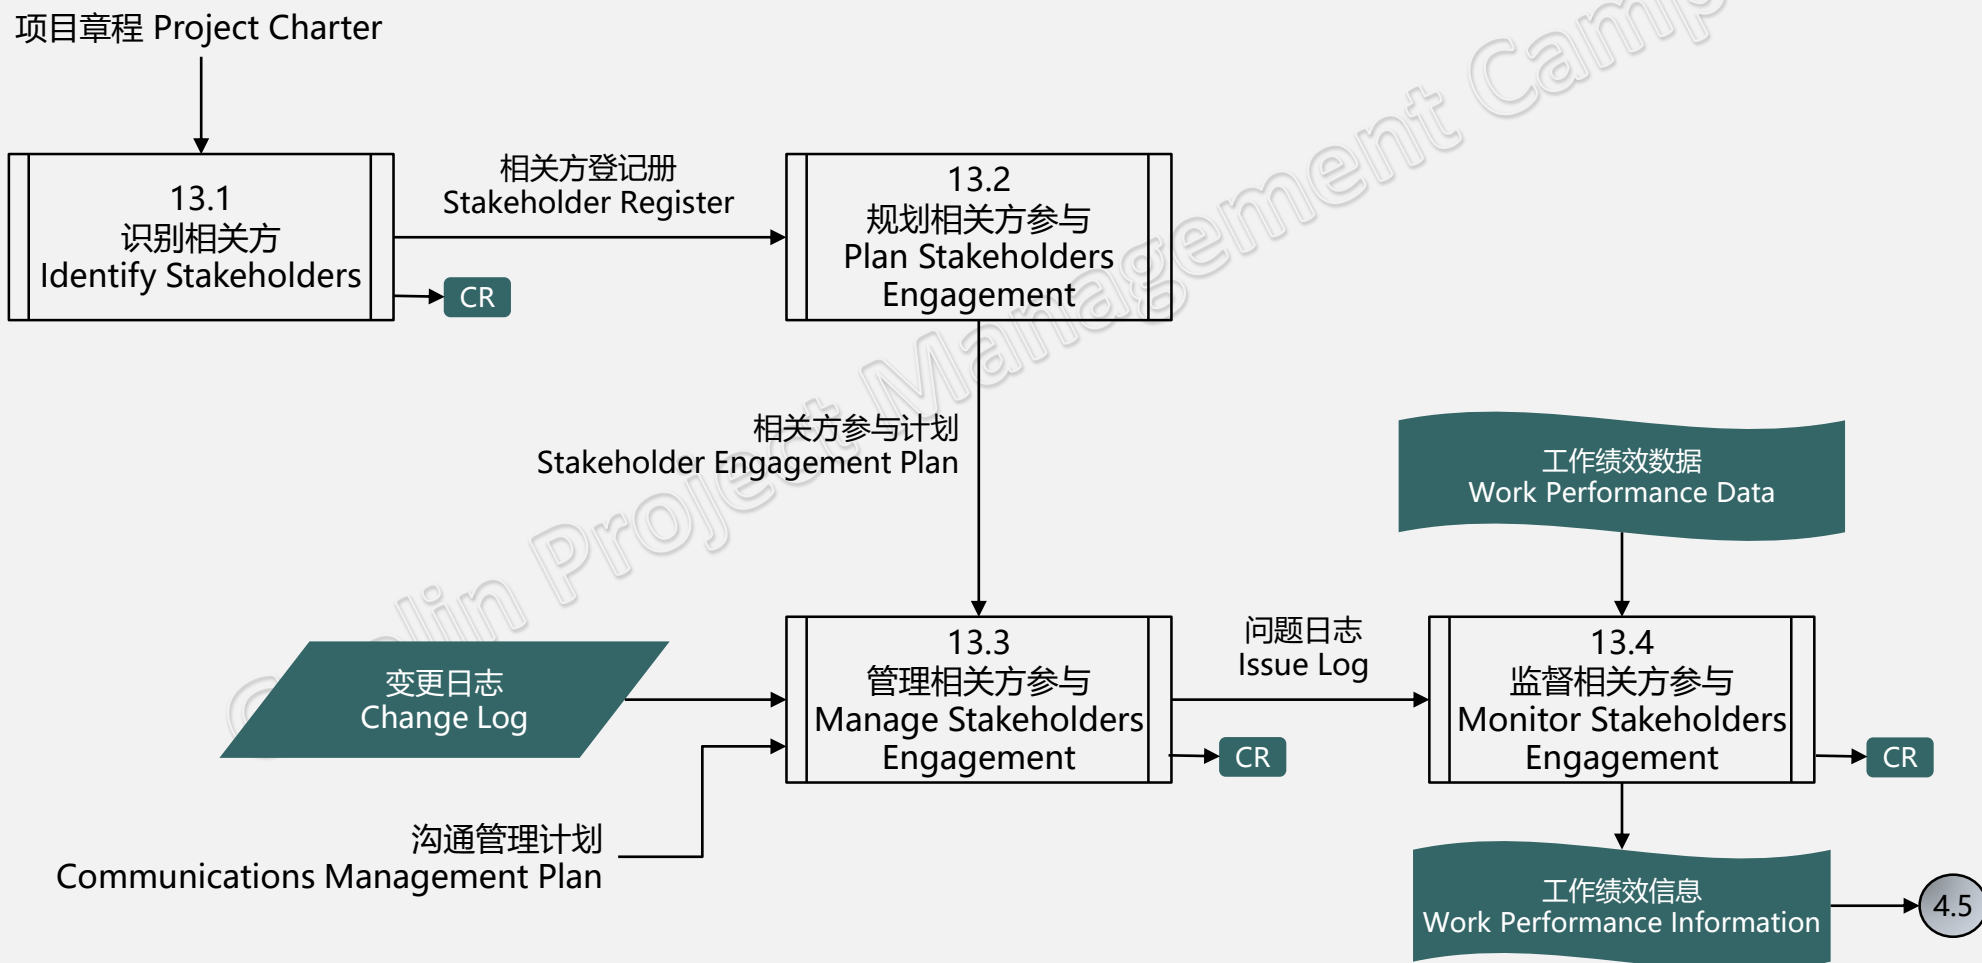 项目章程 Project Charter
13.1
识别相关方
Identify Stakeholders
相关方登记册
Stakeholder Register
CR
13.2
规划相关方参与
Plan Stakeholders
Engagement
相关方参与计划
Stakeholder Engagement Plan
工作绩效数据
Work Performance Data
变更日志
Change Log
13.3
管理相关方参与
Manage Stakeholders
Engagement
问题日志
Issue Log
CR
13.4
监督相关方参与
Monitor Stakeholders
Engagement
CR
沟通管理计划
Communications Management Plan
工作绩效信息
Work Performance Information
4.5
Project Management Camp